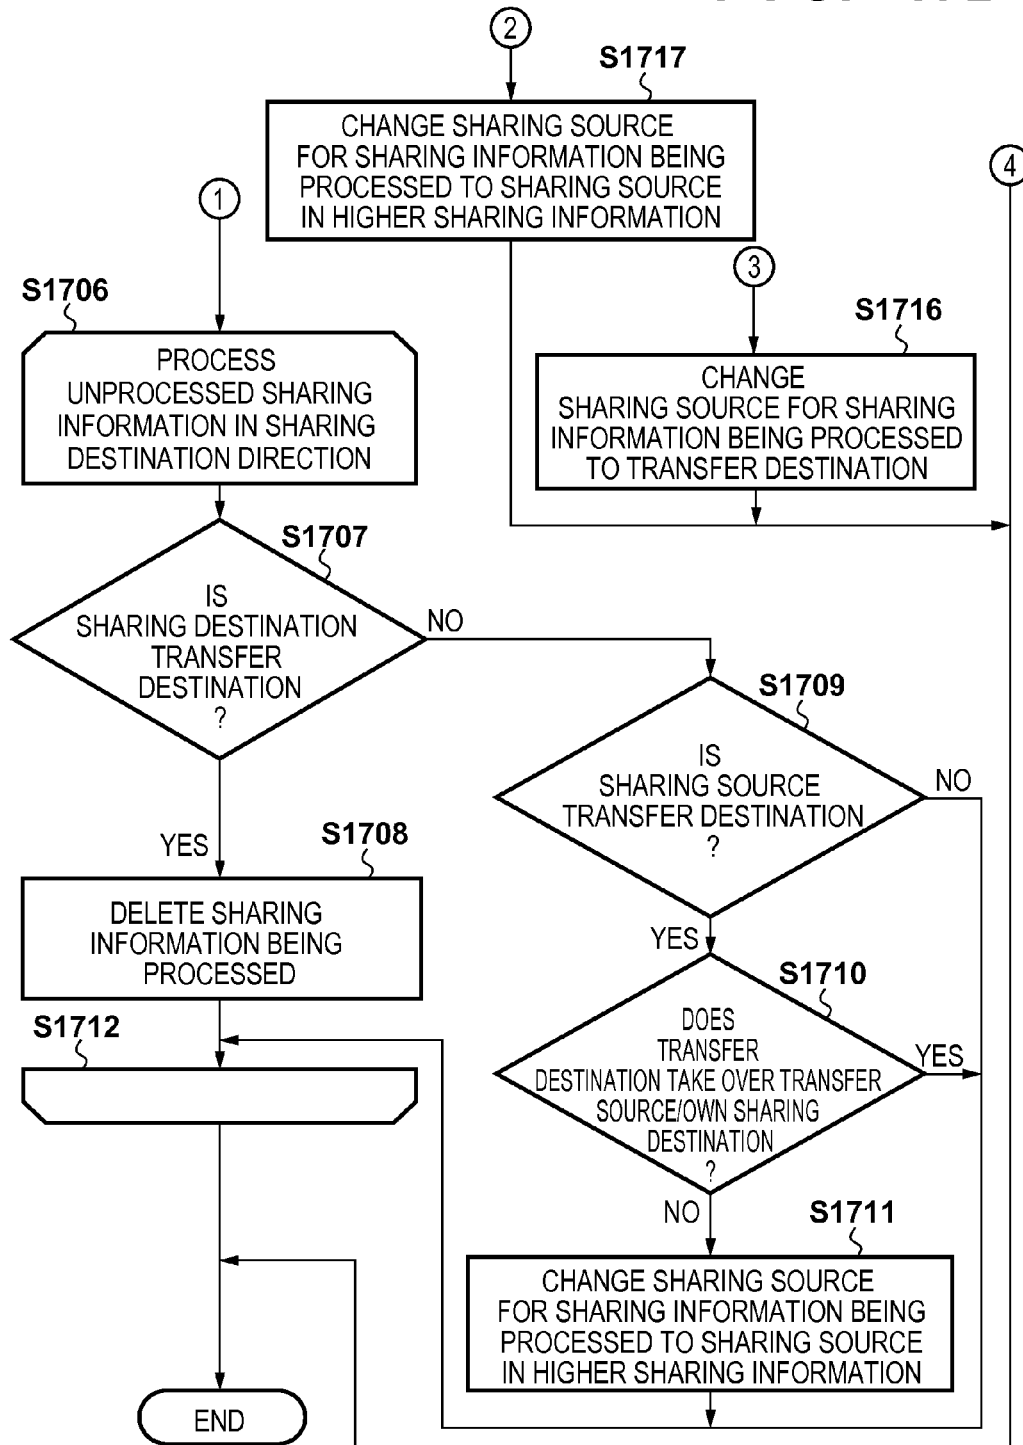 2
S1717
CHANGE SHARING SOURCE
FOR SHARING INFORMATION BEING
PROCESSED TO SHARING SOURCE
IN HIGHER SHARING INFORMATION
4
1
3
S1706
PROCESS
UNPROCESSED SHARING
INFORMATION IN SHARING
DESTINATION DIRECTION
S1716
CHANGE
SHARING SOURCE FOR SHARING
INFORMATION BEING PROCESSED
TO TRANSFER DESTINATION
S1707
IS
SHARING DESTINATION
TRANSFER
DESTINATION
?
NO
S1709
IS
SHARING SOURCE
TRANSFER DESTINATION
?
NO
YES
S1708
DELETE SHARING
INFORMATION BEING
PROCESSED
YES
S1710
DOES
TRANSFER
DESTINATION TAKE OVER TRANSFER
SOURCE/OWN SHARING
DESTINATION
?
YES
S1712
NO
S1711
CHANGE SHARING SOURCE
FOR SHARING INFORMATION BEING
PROCESSED TO SHARING SOURCE
IN HIGHER SHARING INFORMATION
END